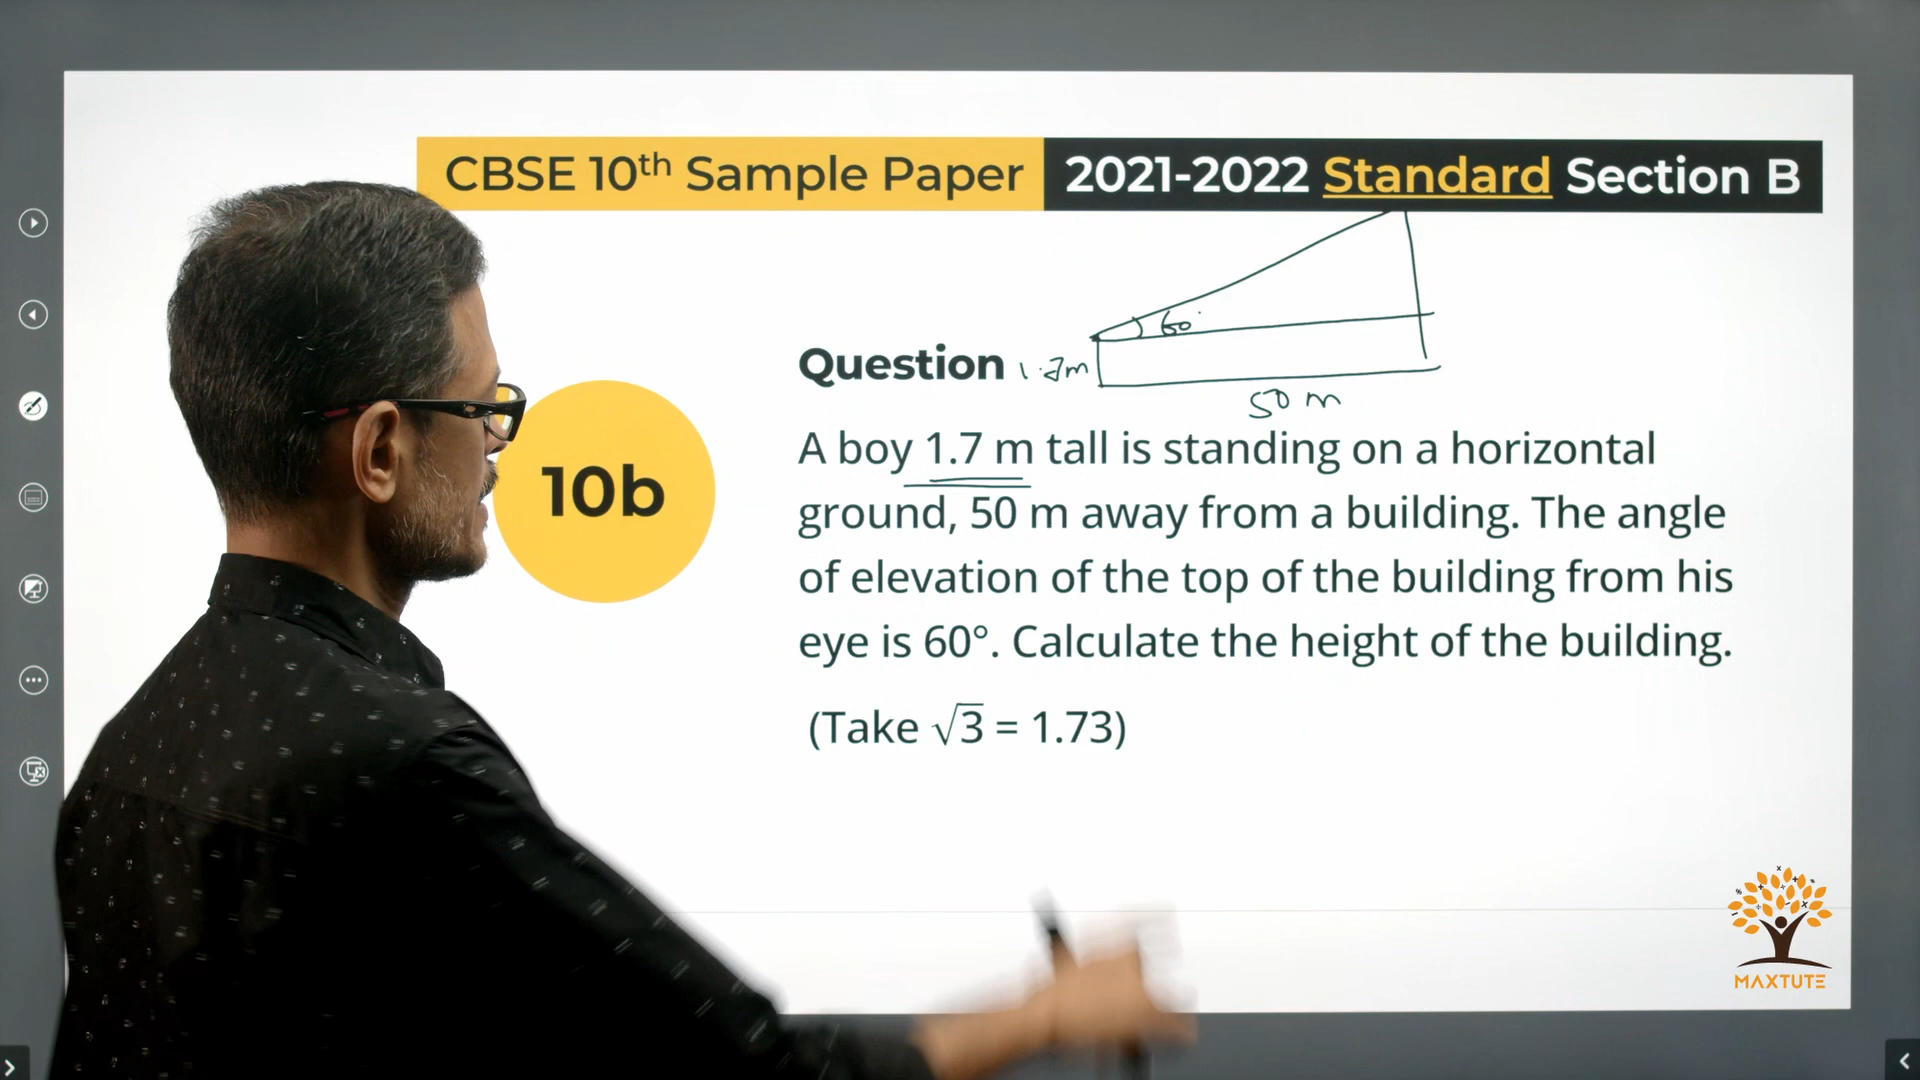 CBSE 10th Sample Paper 2021-2022 Standard Section B
60°
Question 1.7m
50 m
10b
A boy 1.7 m tall is standing on a horizontal
ground, 50 m away from a building. The angle
of elevation of the top of the building from his
eye is 60°. Calculate the height of the building.
(Take √3 = 1.73)
MAXTUTE